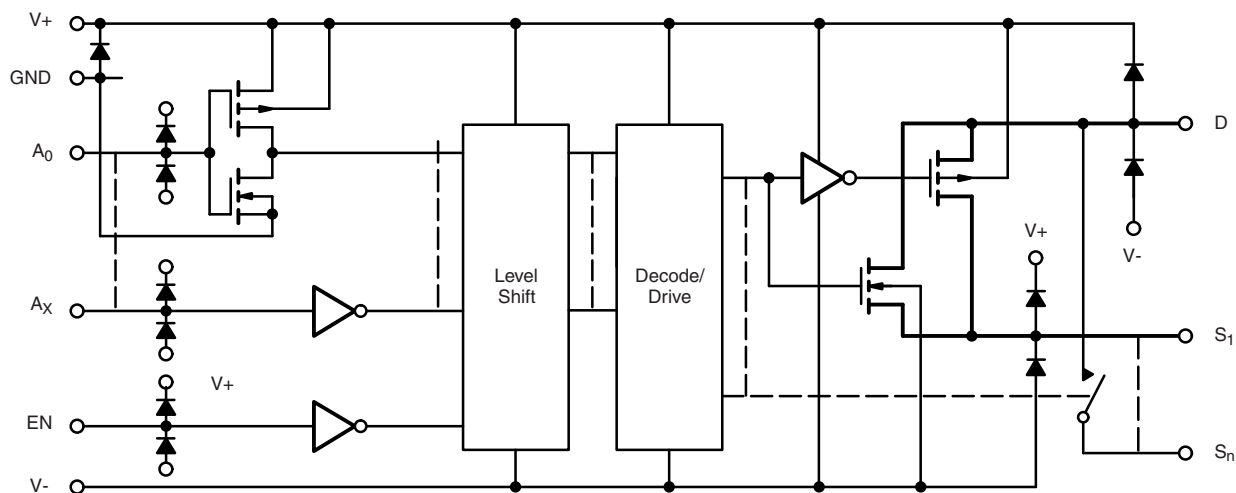 V+
GND
A0
AX
V+
EN
V-
Level
Shift
Decode/
Drive
D
V+
V-
S1
Sn